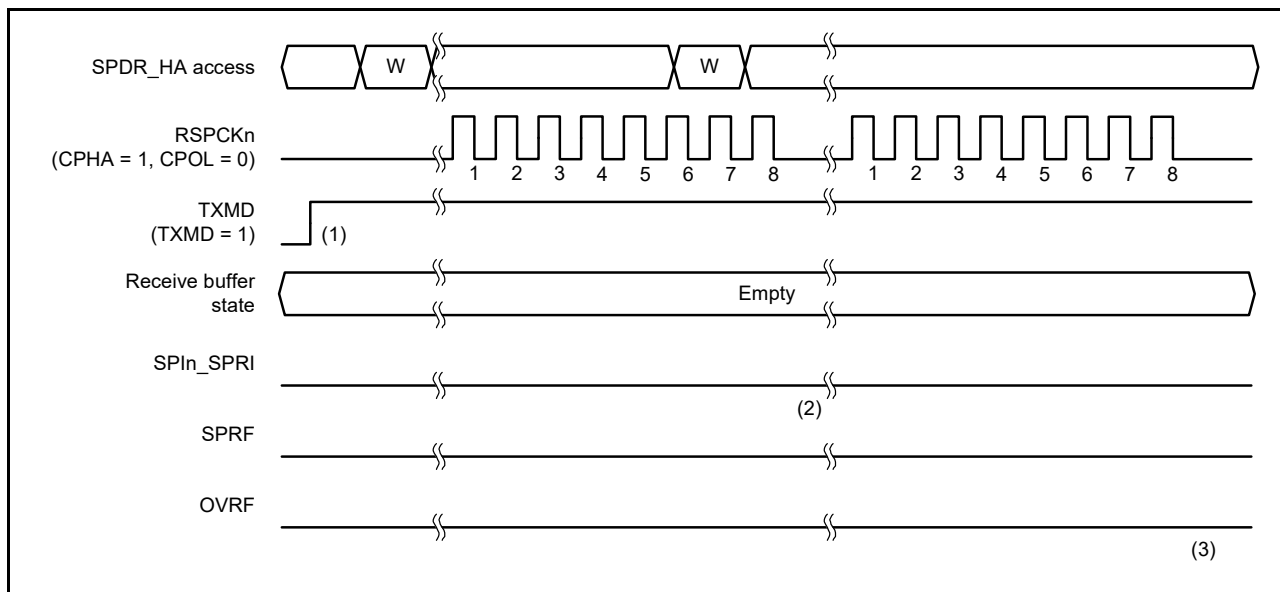 SPDR_HA access
W
W
RSPCKn
(CPHA = 1, CPOL = 0)
1 2 3 4 5 6 7 8
1 2 3 4 5 6 7 8
TXMD
(TXMD = 1)
(1)
Receive buffer
state
Empty
SPIn_SPRI
(2)
SPRF
OVRF
(3)